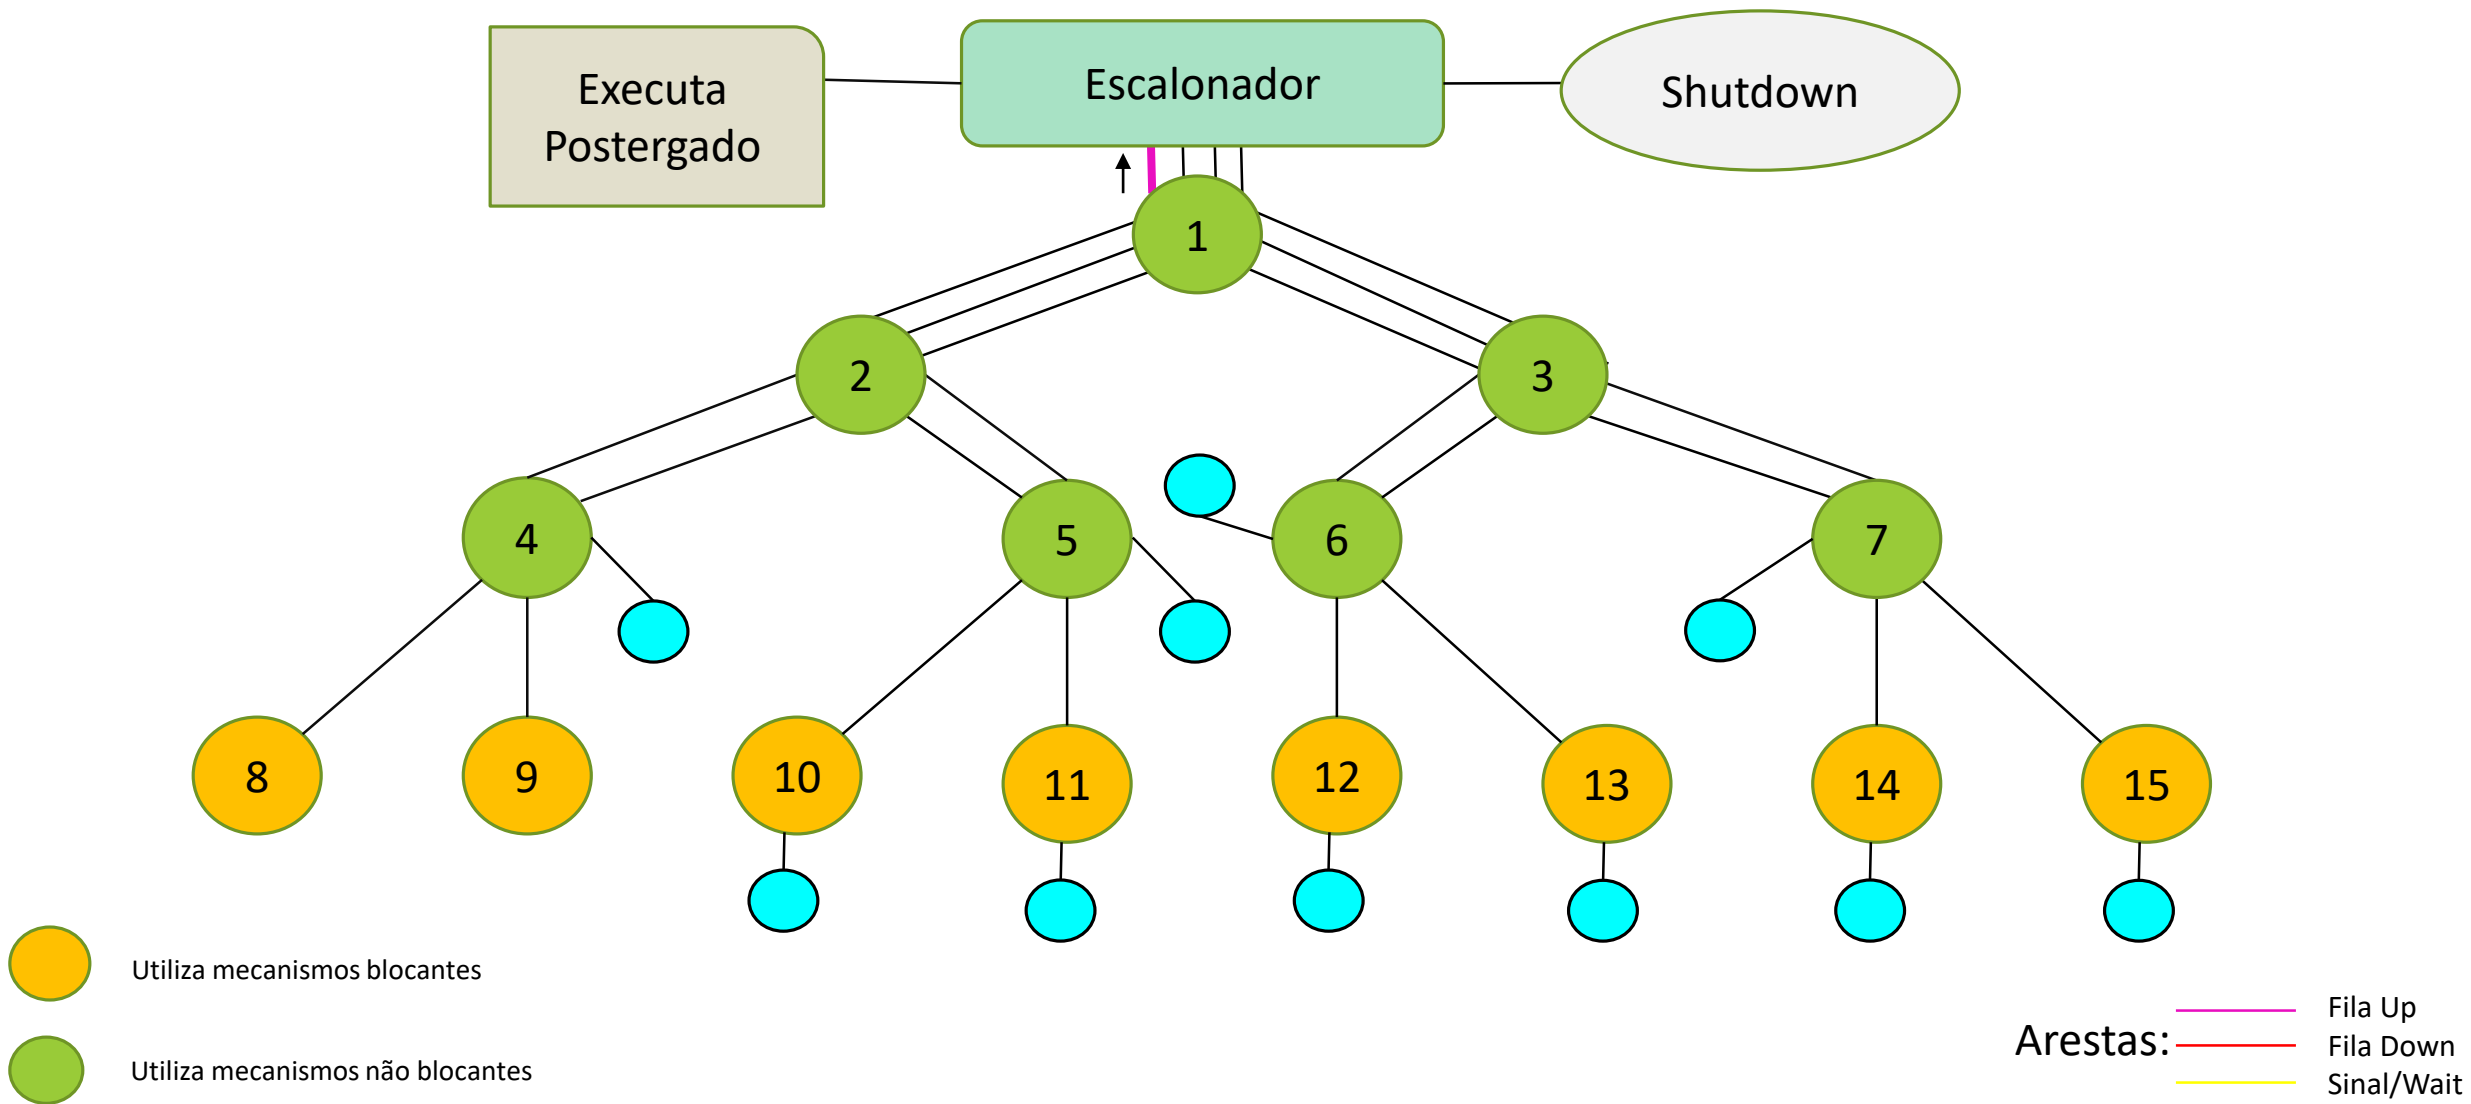 Executa
Postergado
Escalonador
Shutdown
1
2
3
4
5
6
7
8
9
10
11
12
13
14
15
Utiliza mecanismos blocantes
Utiliza mecanismos não blocantes
Arestas:
Fila Up
Fila Down
Sinal/Wait